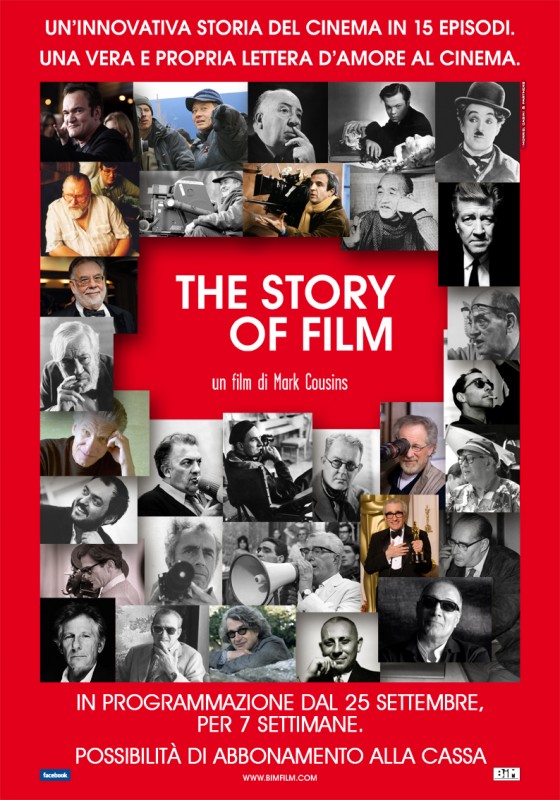 UN'INNOVATIVA STORIA DEL CINEMA IN 15 EPISODI.
UNA VERA E PROPRIA LETTERA D'AMORE AL CINEMA.
THE STORY
OF FILM
un film di Mark Cousins
IN PROGRAMMAZIONE DAL 25 SETTEMBRE,
PER 7 SETTIMANE.
POSSIBILITÀ DI ABBONAMENTO ALLA CASSA
facebook
WWW.BIMFILM.COM
BIM